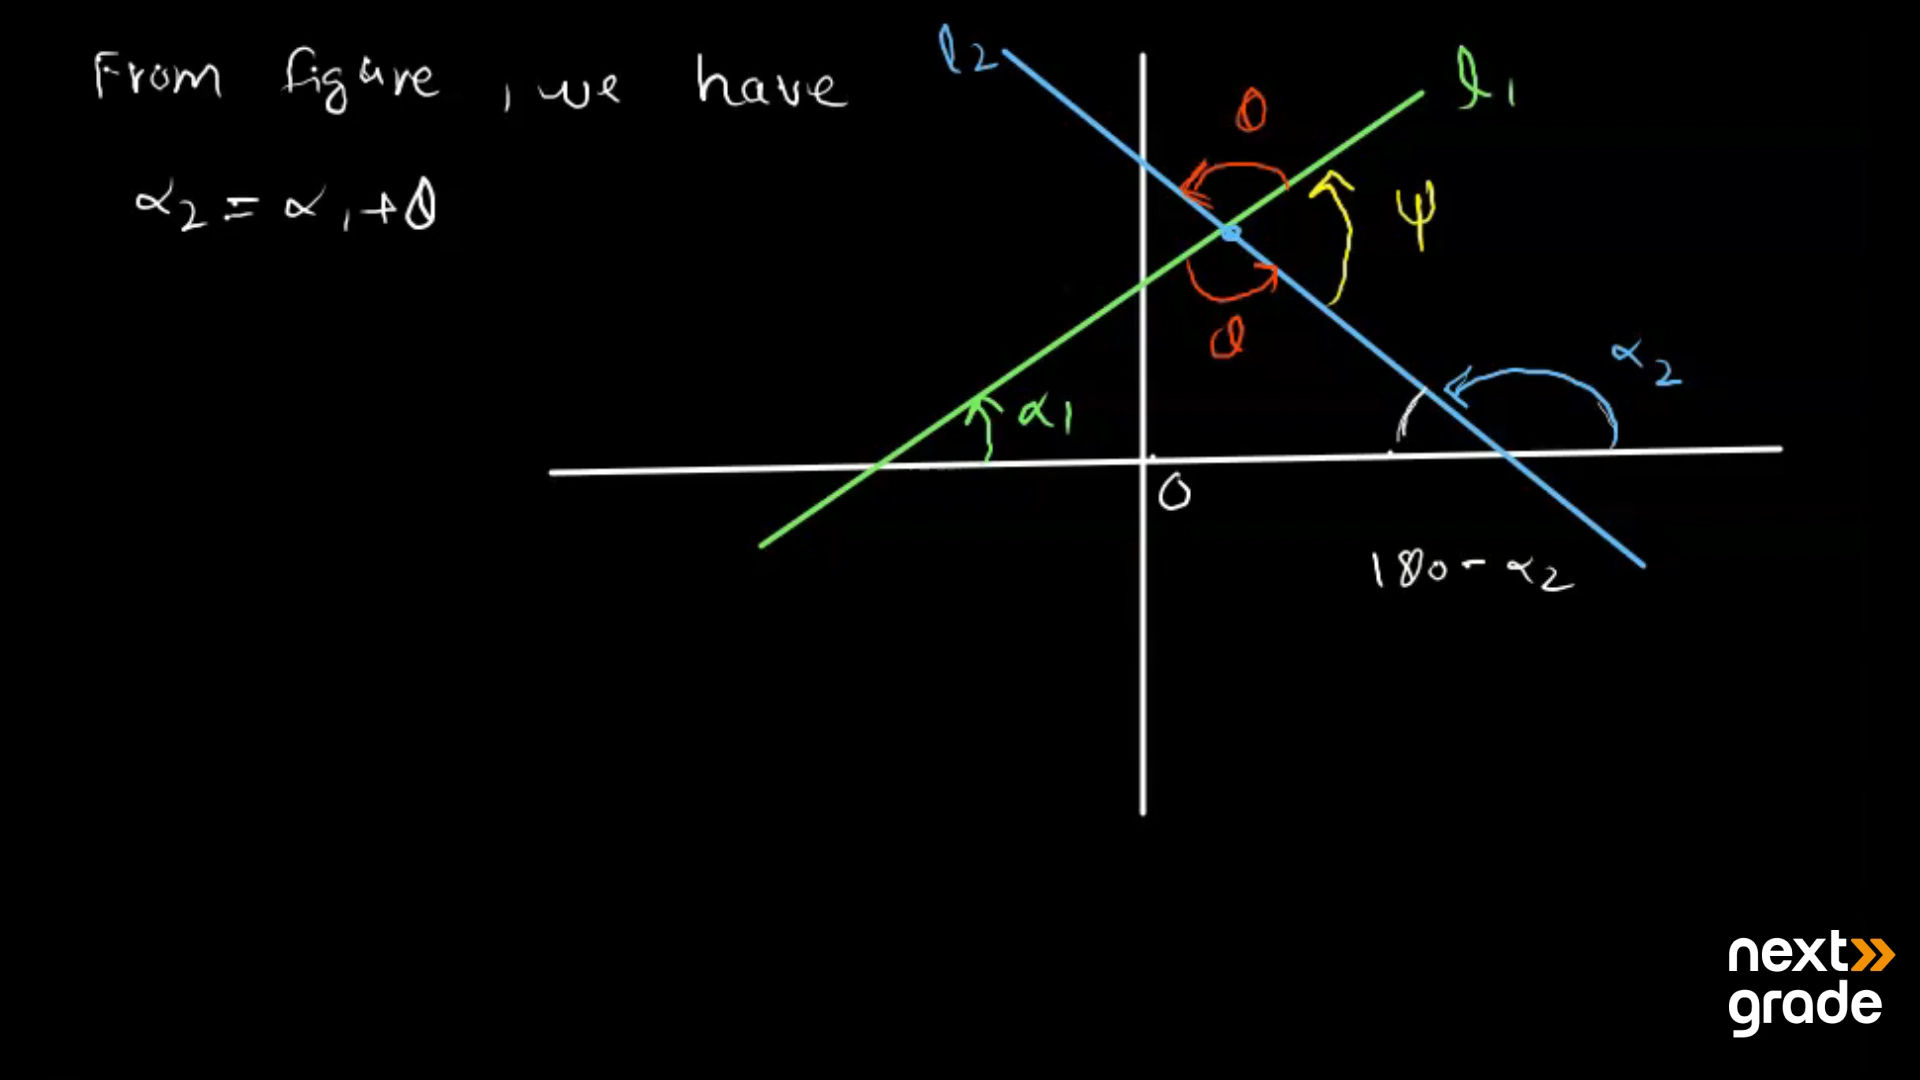 From figure, we have
α2 = α1+θ
l2
l1
θ
ψ
θ
α2
α1
O
180-α2
next
grade